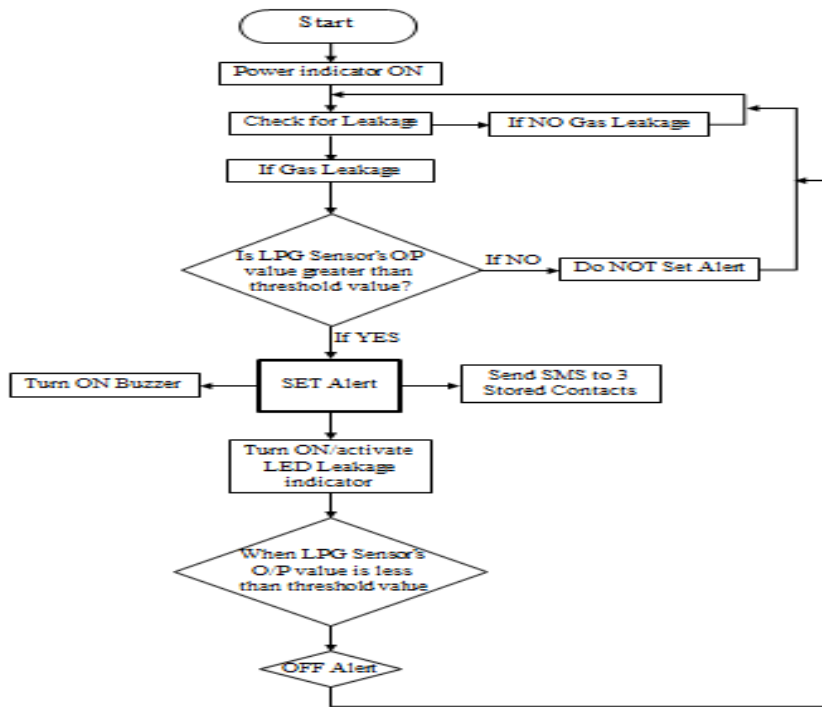 Start
Power indicator ON
Check for Leakage
If NO Gas Leakage
If Gas Leakage
Is LPG Sensor's O/P
value greater than
threshold value?
If NO
Do NOT Set Alert
If YES
Turn ON Buzzer
SET Alert
Send SMS to 3
Stored Contacts
Turn ON/activate
LED Leakage
indicator
When LPG Sensor's
O/P value is less
than threshold value
OFF Alert